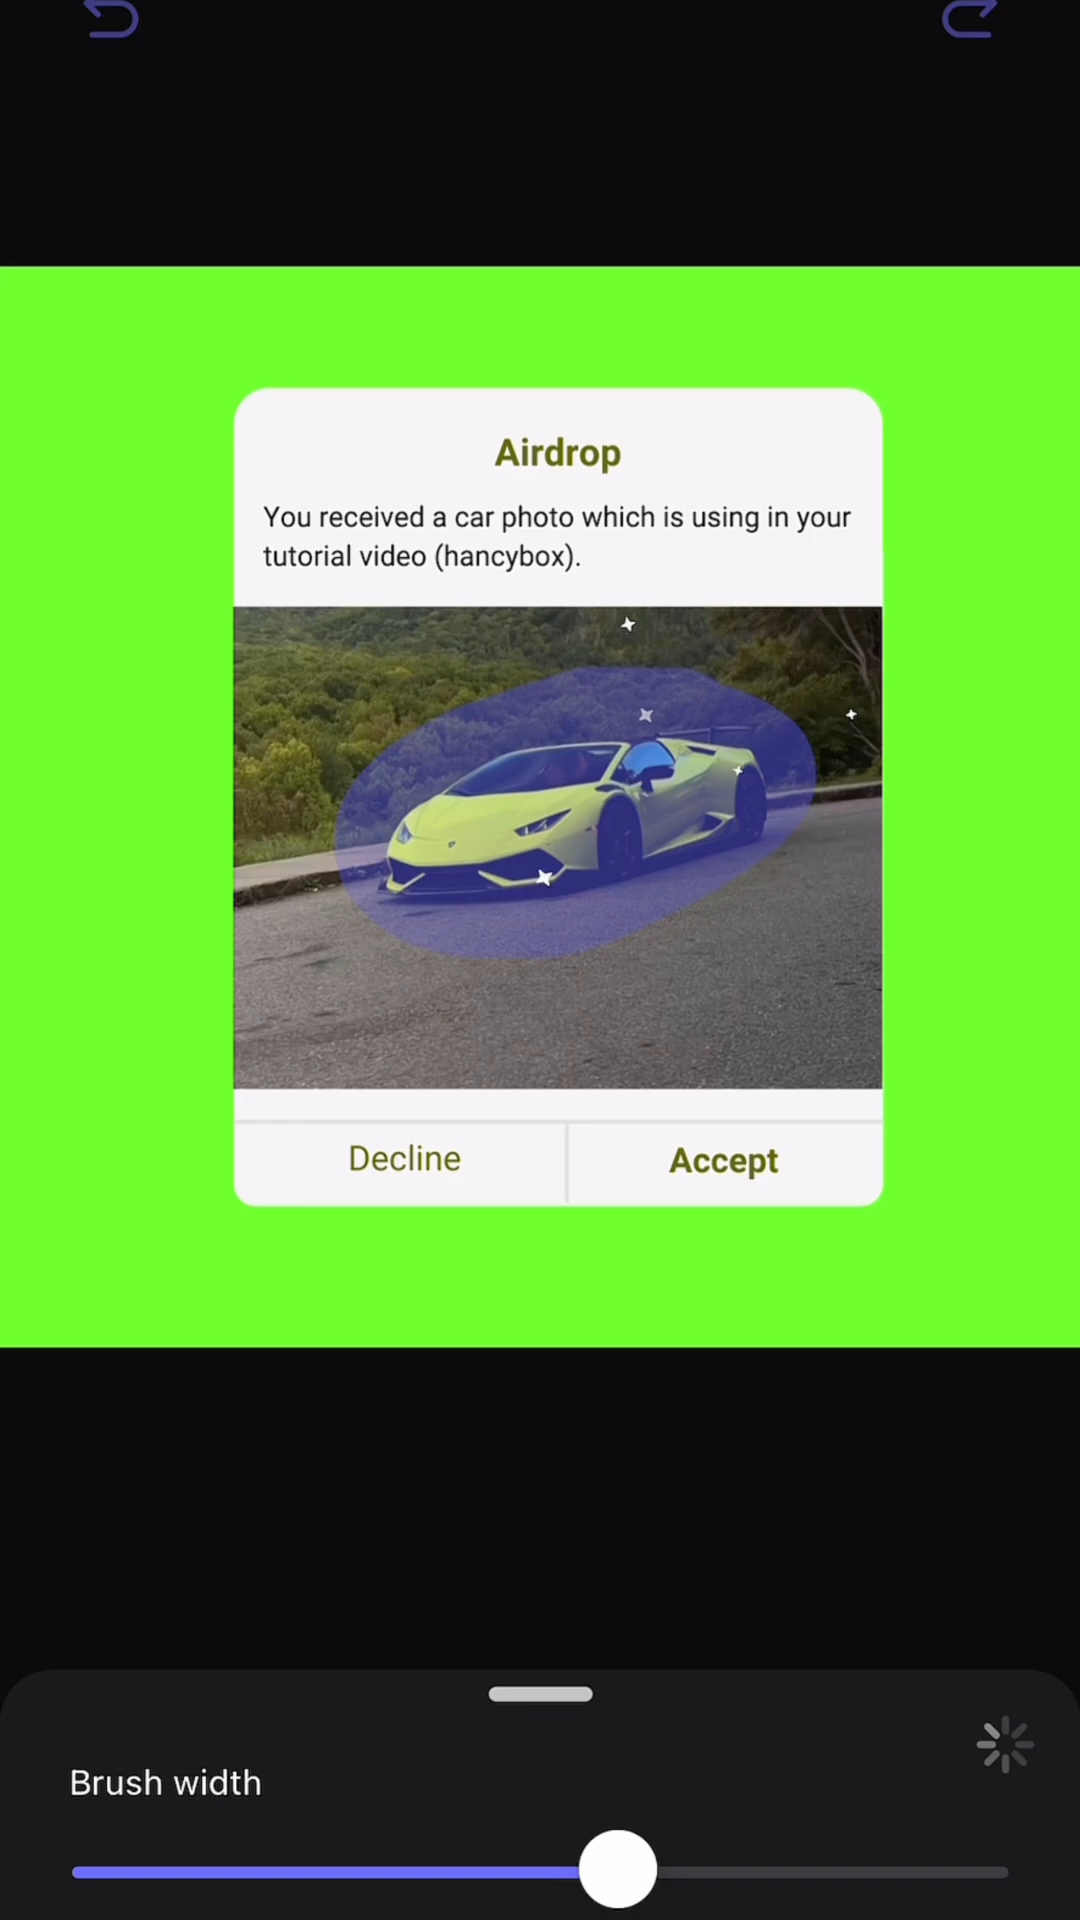 Airdrop
You received a car photo which is using in your
tutorial video (hancybox).
Decline
Accept
Brush width